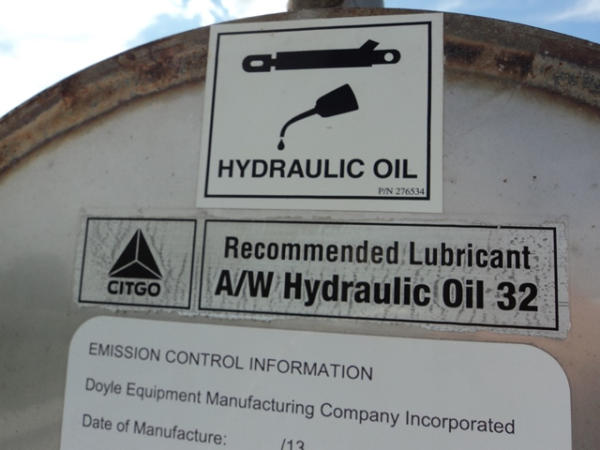 HYDRAULIC OIL
P/N 276534
CITGO
Recommended Lubricant
A/W Hydraulic Oil 32
EMISSION CONTROL INFORMATION
Doyle Equipment Manufacturing Company Incorporated
Date of Manufacture: /13